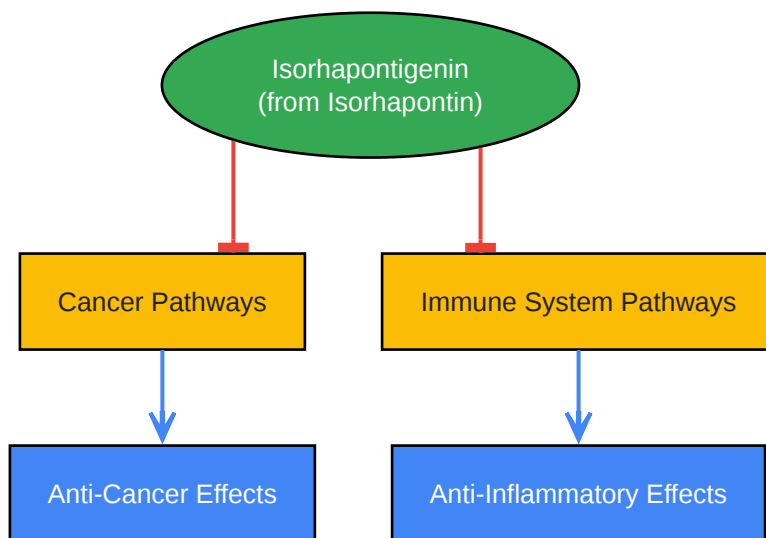 Isorhapontigenin
(from Isorhapontin)
Cancer Pathways
Immune System Pathways
Anti-Cancer Effects
Anti-Inflammatory Effects